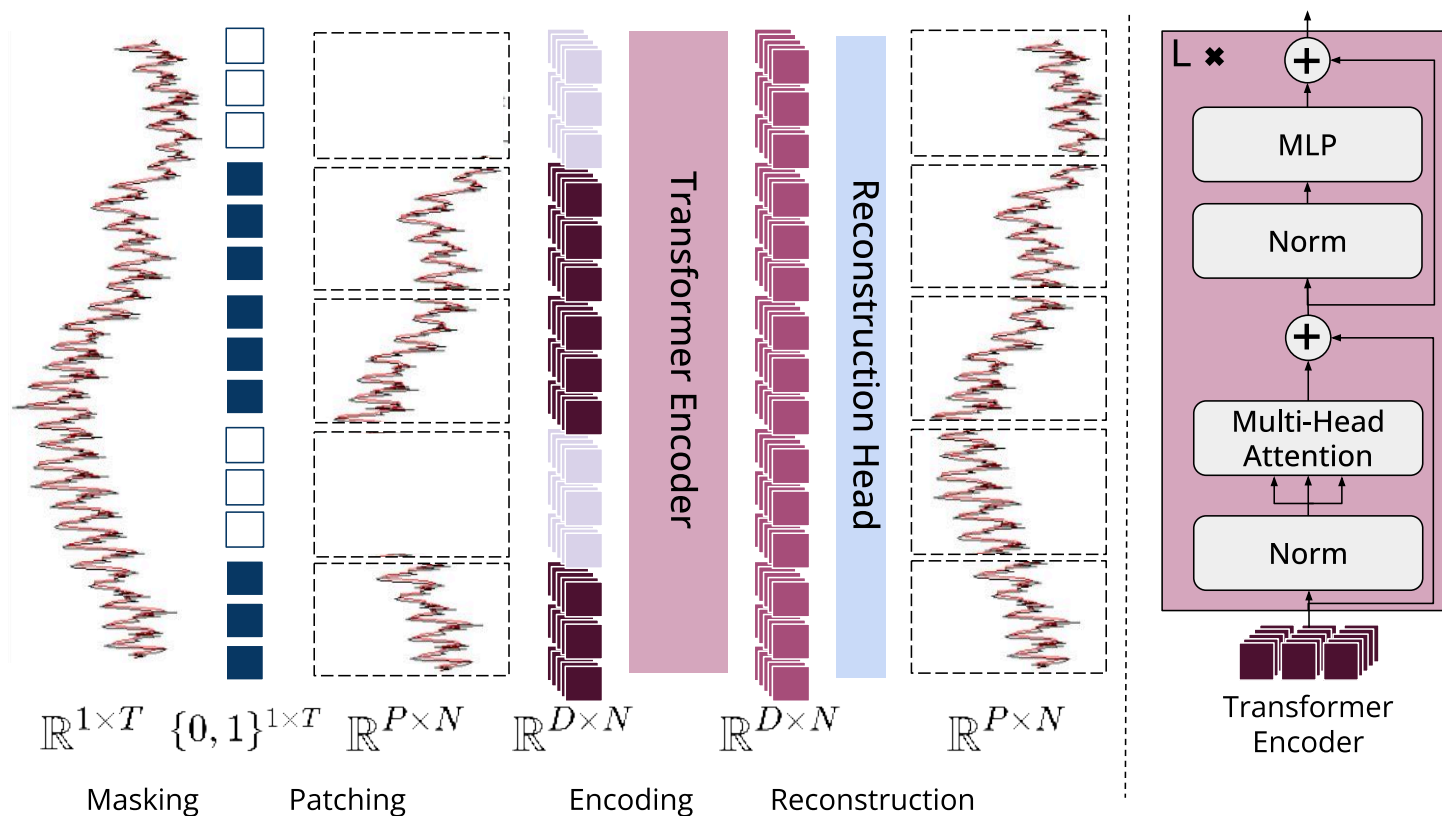 Transformer Encoder
Reconstruction Head
ℝ^{1×T}
{0,1}^{1×T}
ℝ^{P×N}
ℝ^{D×N}
ℝ^{D×N}
ℝ^{P×N}
Masking
Patching
Encoding
Reconstruction
L ×
+
MLP
Norm
+
Multi-Head
Attention
Norm
Transformer
Encoder